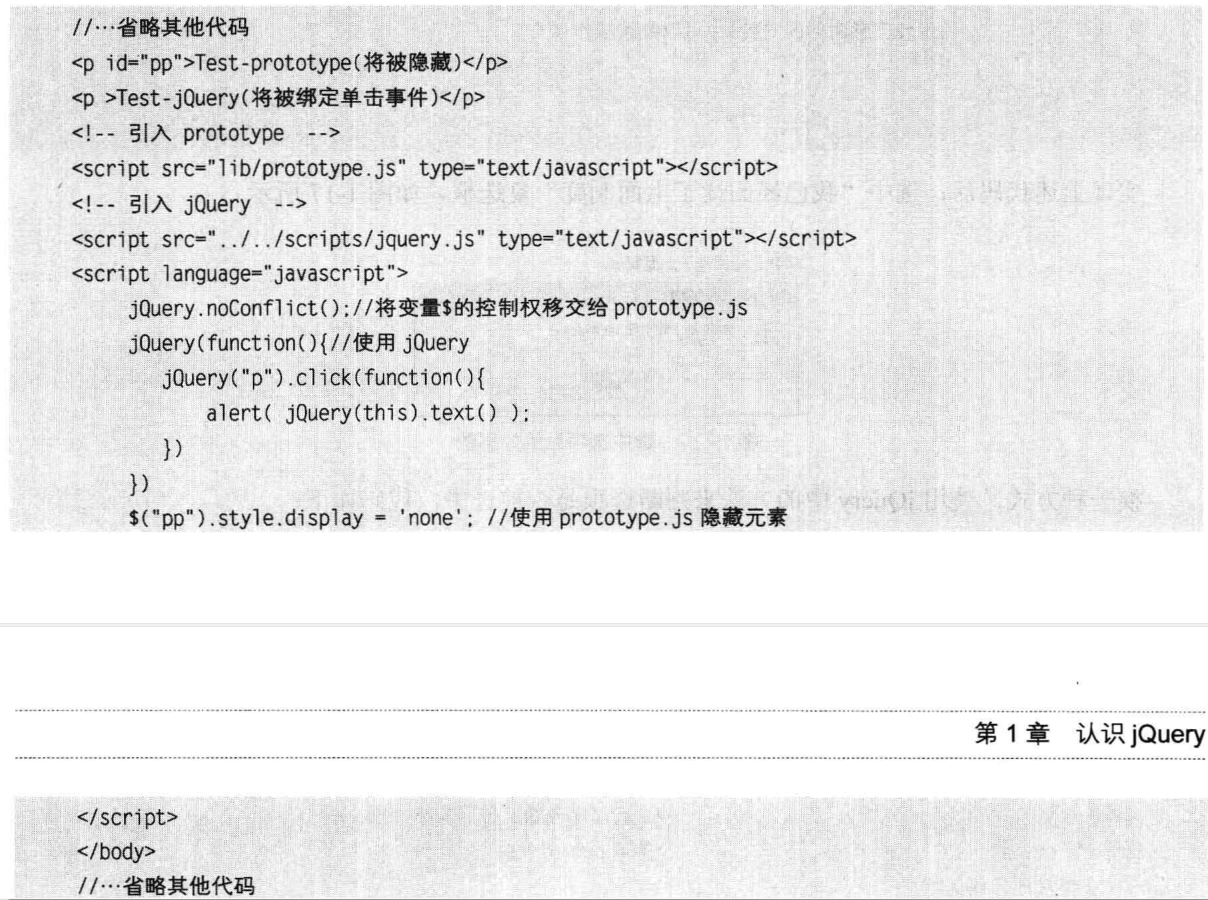 //…省略其他代码
<p id="pp">Test-prototype(将被隐藏)</p>
<p >Test-jQuery(将被绑定单击事件)</p>
<!-- 引入 prototype  -->
<script src="lib/prototype.js" type="text/javascript"></script>
<!-- 引入 jQuery  -->
<script src="../../scripts/jquery.js" type="text/javascript"></script>
<script language="javascript">
jQuery.noConflict();//将变量$的控制权移交给 prototype.js
jQuery(function(){//使用 jQuery
jQuery("p").click(function(){
alert( jQuery(this).text() );
})
})
$("pp").style.display = 'none'; //使用 prototype.js 隐藏元素
第 1 章　认识 jQuery
</script>
</body>
//…省略其他代码